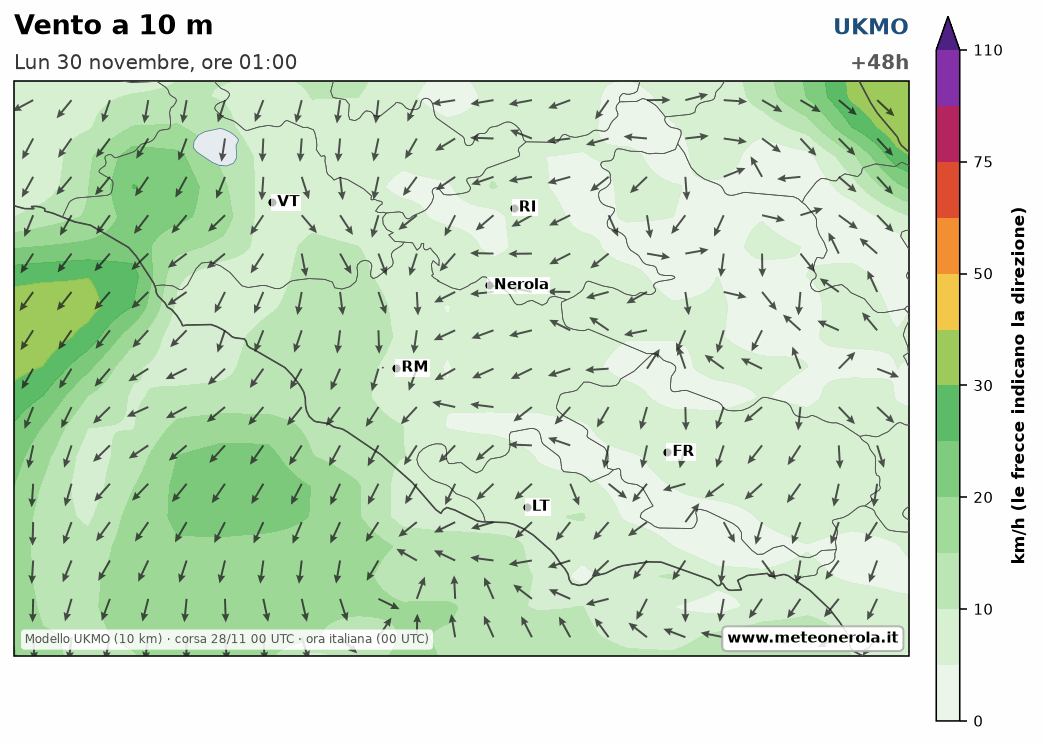 Vento a 10 m
UKMO
Lun 30 novembre, ore 01:00
+48h
VT
RI
Nerola
RM
FR
LT
Modello UKMO (10 km) · corsa 28/11 00 UTC · ora italiana (00 UTC)
www.meteonerola.it
110
75
50
30
20
10
0
km/h (le frecce indicano la direzione)